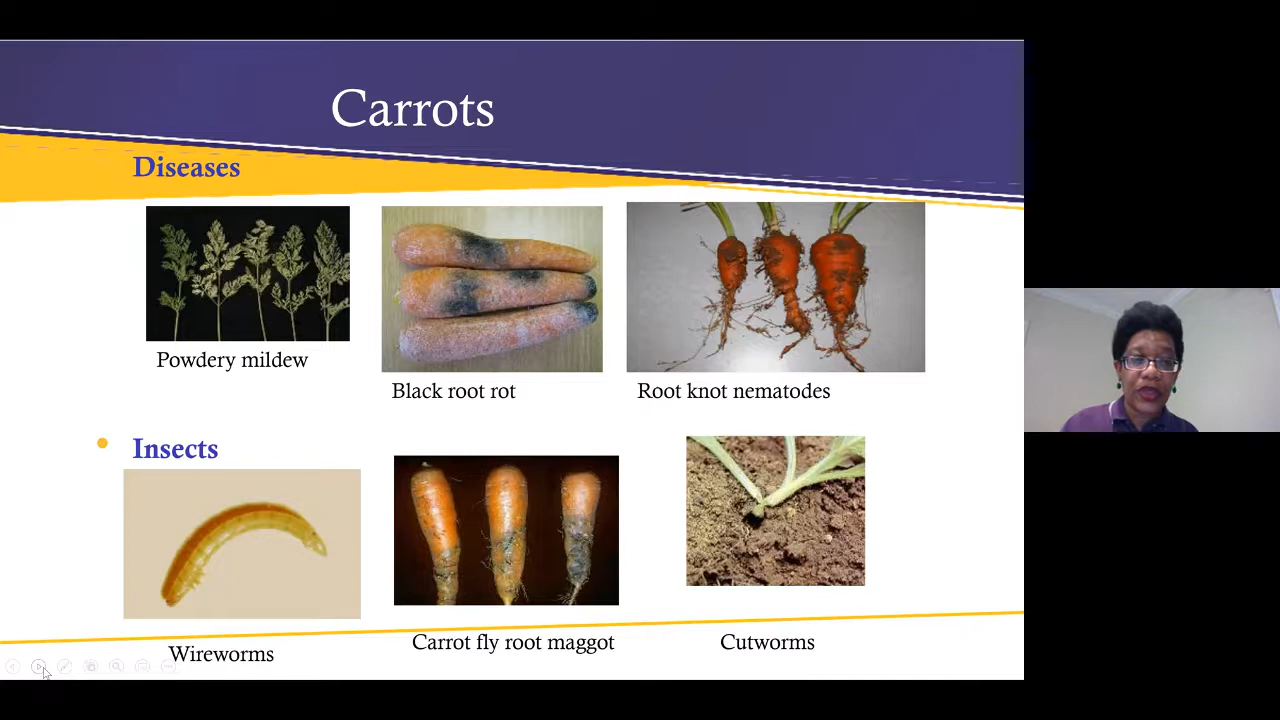 Carrots
Diseases
Powdery mildew
Black root rot
Root knot nematodes
Insects
Wireworms
Carrot fly root maggot
Cutworms